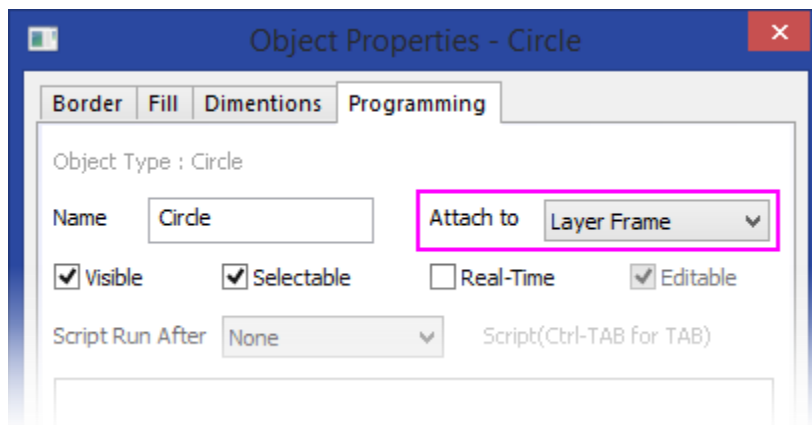 Object Properties - Circle
Border Fill Dimentions Programming
Object Type : Circle
Name Circle Attach to Layer Frame
Visible Selectable Real-Time Editable
Script Run After None Script(Ctrl-TAB for TAB)